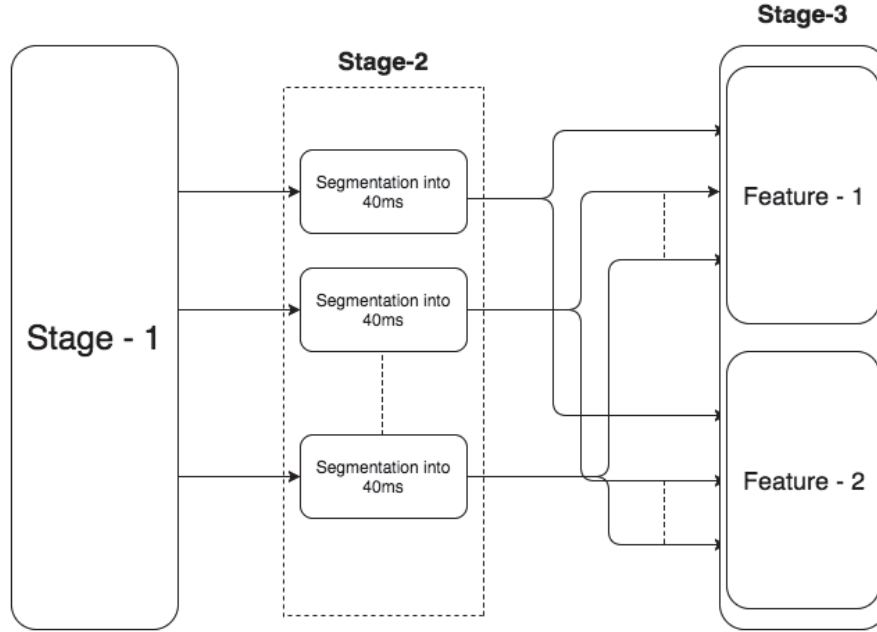 Stage-3
Stage-2
Segmentation into
40ms
Feature - 1
Segmentation into
40ms
Stage - 1
Segmentation into
40ms
Feature - 2